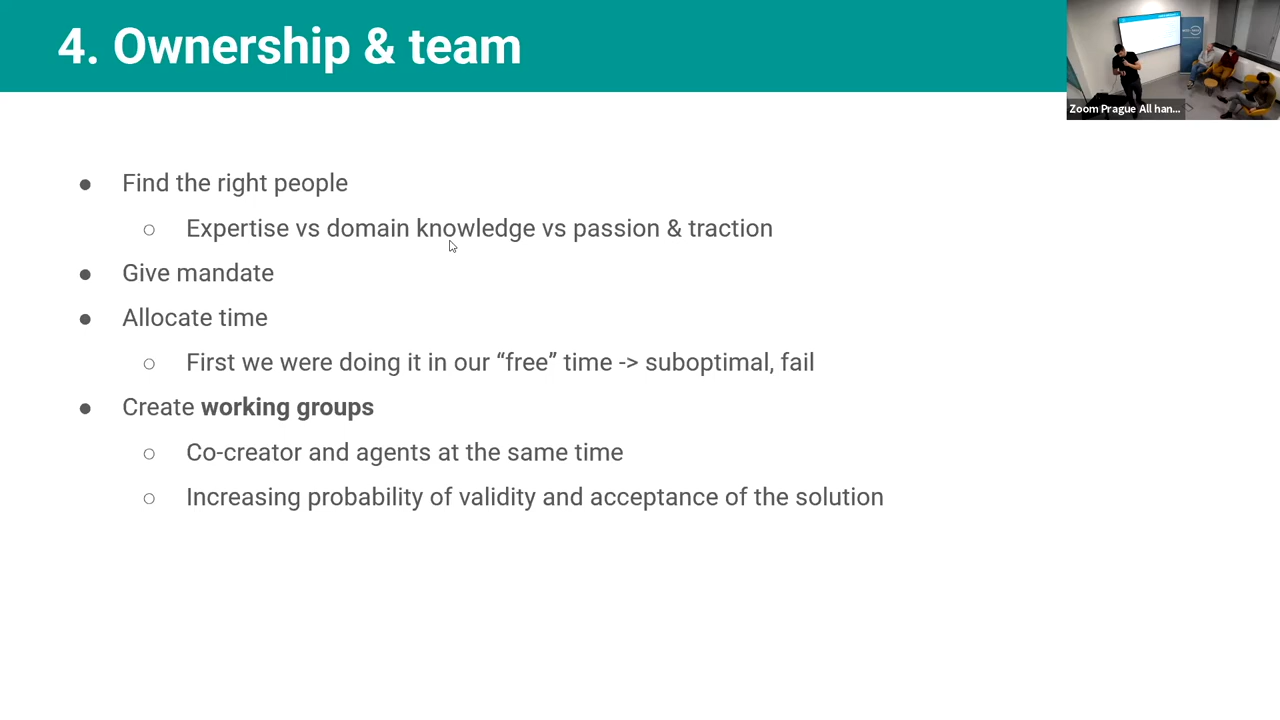 4. Ownership & team
Zoom Prague All han...
● Find the right people
○ Expertise vs domain knowledge vs passion & traction
● Give mandate
● Allocate time
○ First we were doing it in our “free” time -> suboptimal, fail
● Create working groups
○ Co-creator and agents at the same time
○ Increasing probability of validity and acceptance of the solution